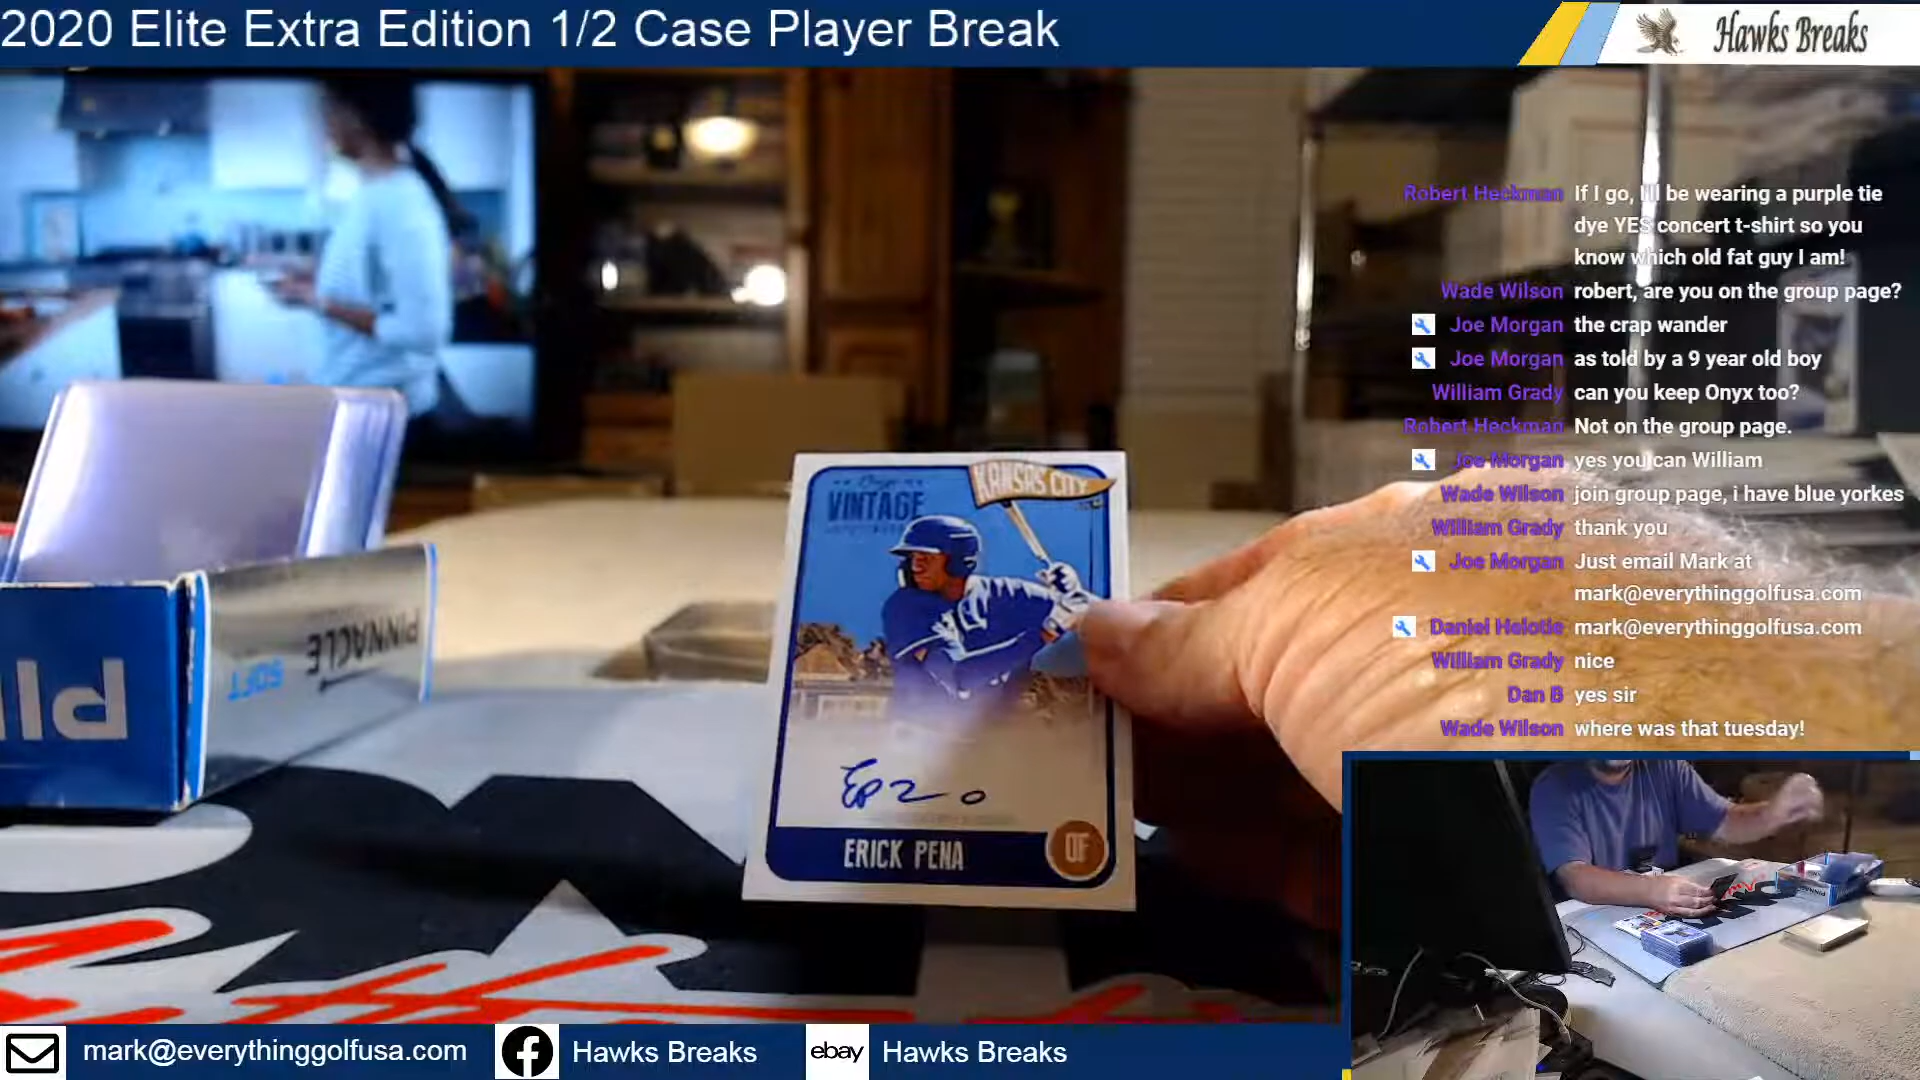 2020 Elite Extra Edition 1/2 Case Player Break
Hawks Breaks
Robert Heckman If I go, I'll be wearing a purple tie
dye YES concert t-shirt so you
know which old fat guy I am!
Wade Wilson robert, are you on the group page?
Joe Morgan the crap wander
Joe Morgan as told by a 9 year old boy
William Grady can you keep Onyx too?
Robert Heckman Not on the group page.
Joe Morgan yes you can William
Wade Wilson join group page, i have blue yorkes
William Grady thank you
Joe Morgan Just email Mark at
mark@everythinggolfusa.com
Daniel Helotie mark@everythinggolfusa.com
William Grady nice
Dan B yes sir
Wade Wilson where was that tuesday!
KANSAS CITY
Onyx
VINTAGE
ERICK PENA
OF
PINNACLE
SOFT
mark@everythinggolfusa.com
Hawks Breaks
ebay
Hawks Breaks